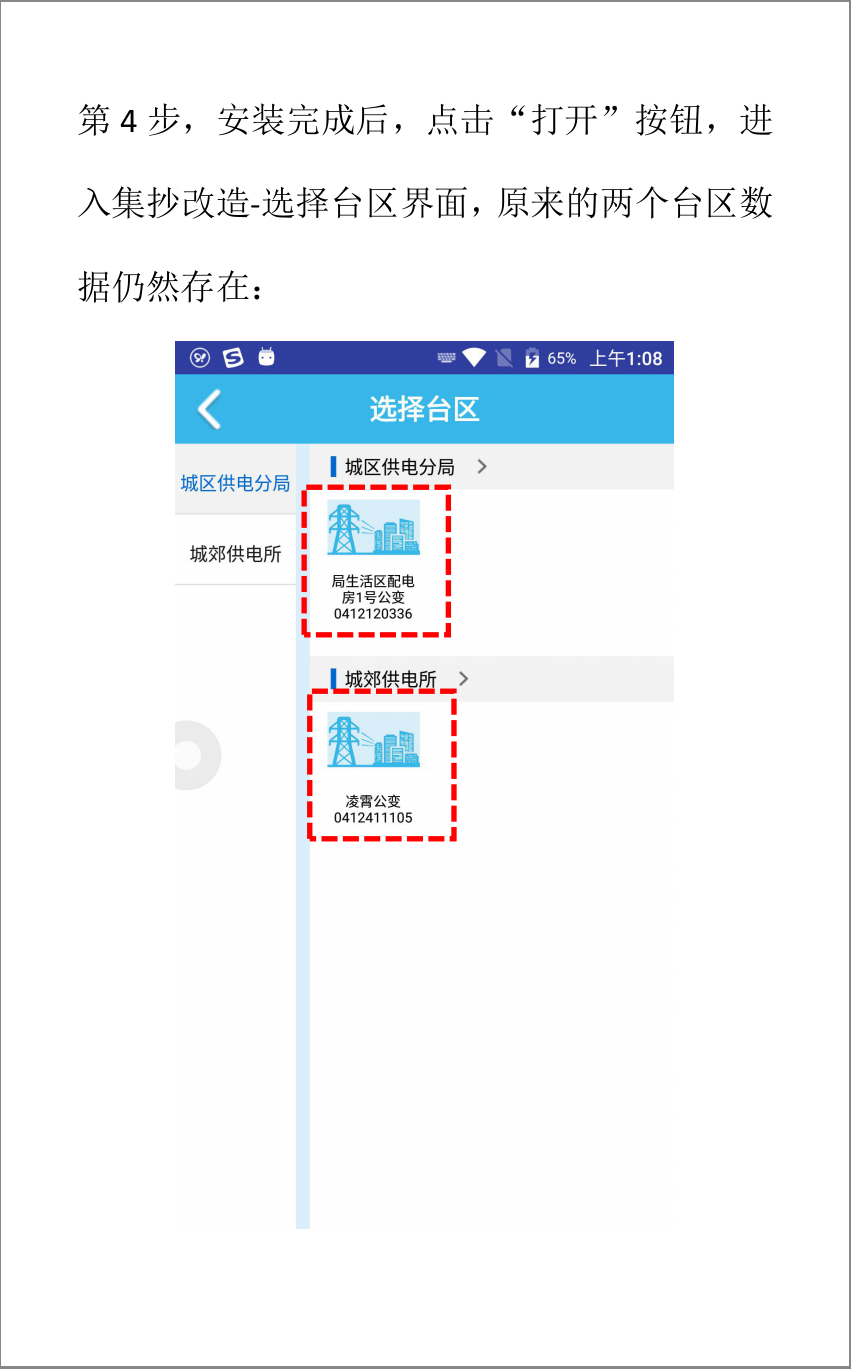 第 4 步，安装完成后，点击“打开”按钮，进
入集抄改造-选择台区界面，原来的两个台区数
据仍然存在：
65% 上午1:08
选择台区
城区供电分局
城郊供电所
城区供电分局
局生活区配电
房1号公变
0412120336
城郊供电所
凌霄公变
0412411105